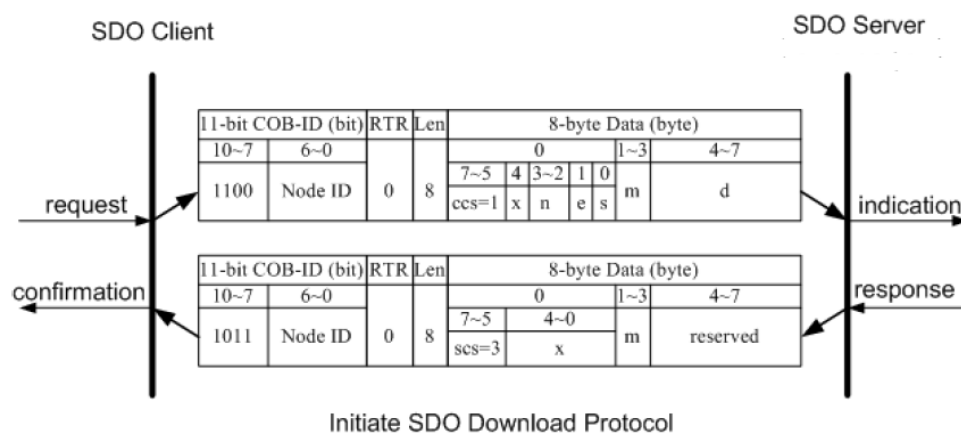 SDO Client
SDO Server
11-bit COB-ID (bit) RTR Len 8-byte Data (byte)
10~7 6~0 0 1~3 4~7
7~5 4 3~2 1 0
1100 Node ID 0 8 m d
ccs=1 x n e s
request
indication
11-bit COB-ID (bit) RTR Len 8-byte Data (byte)
confirmation
response
10~7 6~0 0 1~3 4~7
7~5 4~0
1011 Node ID 0 8 m reserved
scs=3 x
Initiate SDO Download Protocol